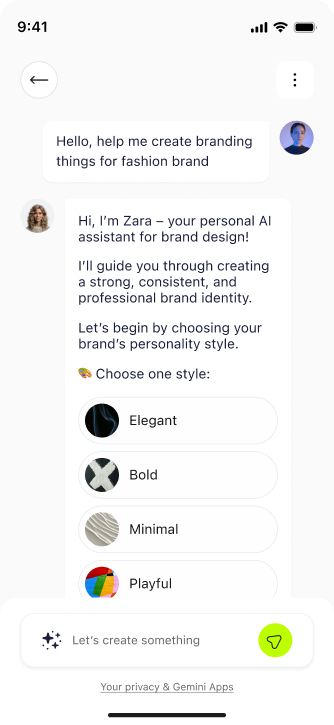 9:41
Hello, help me create branding
things for fashion brand
Hi, I’m Zara – your personal AI
assistant for brand design!
I’ll guide you through creating
a strong, consistent, and
professional brand identity.
Let’s begin by choosing your
brand’s personality style.
🎨 Choose one style:
Elegant
Bold
Minimal
Playful
Let’s create something
Your privacy & Gemini Apps